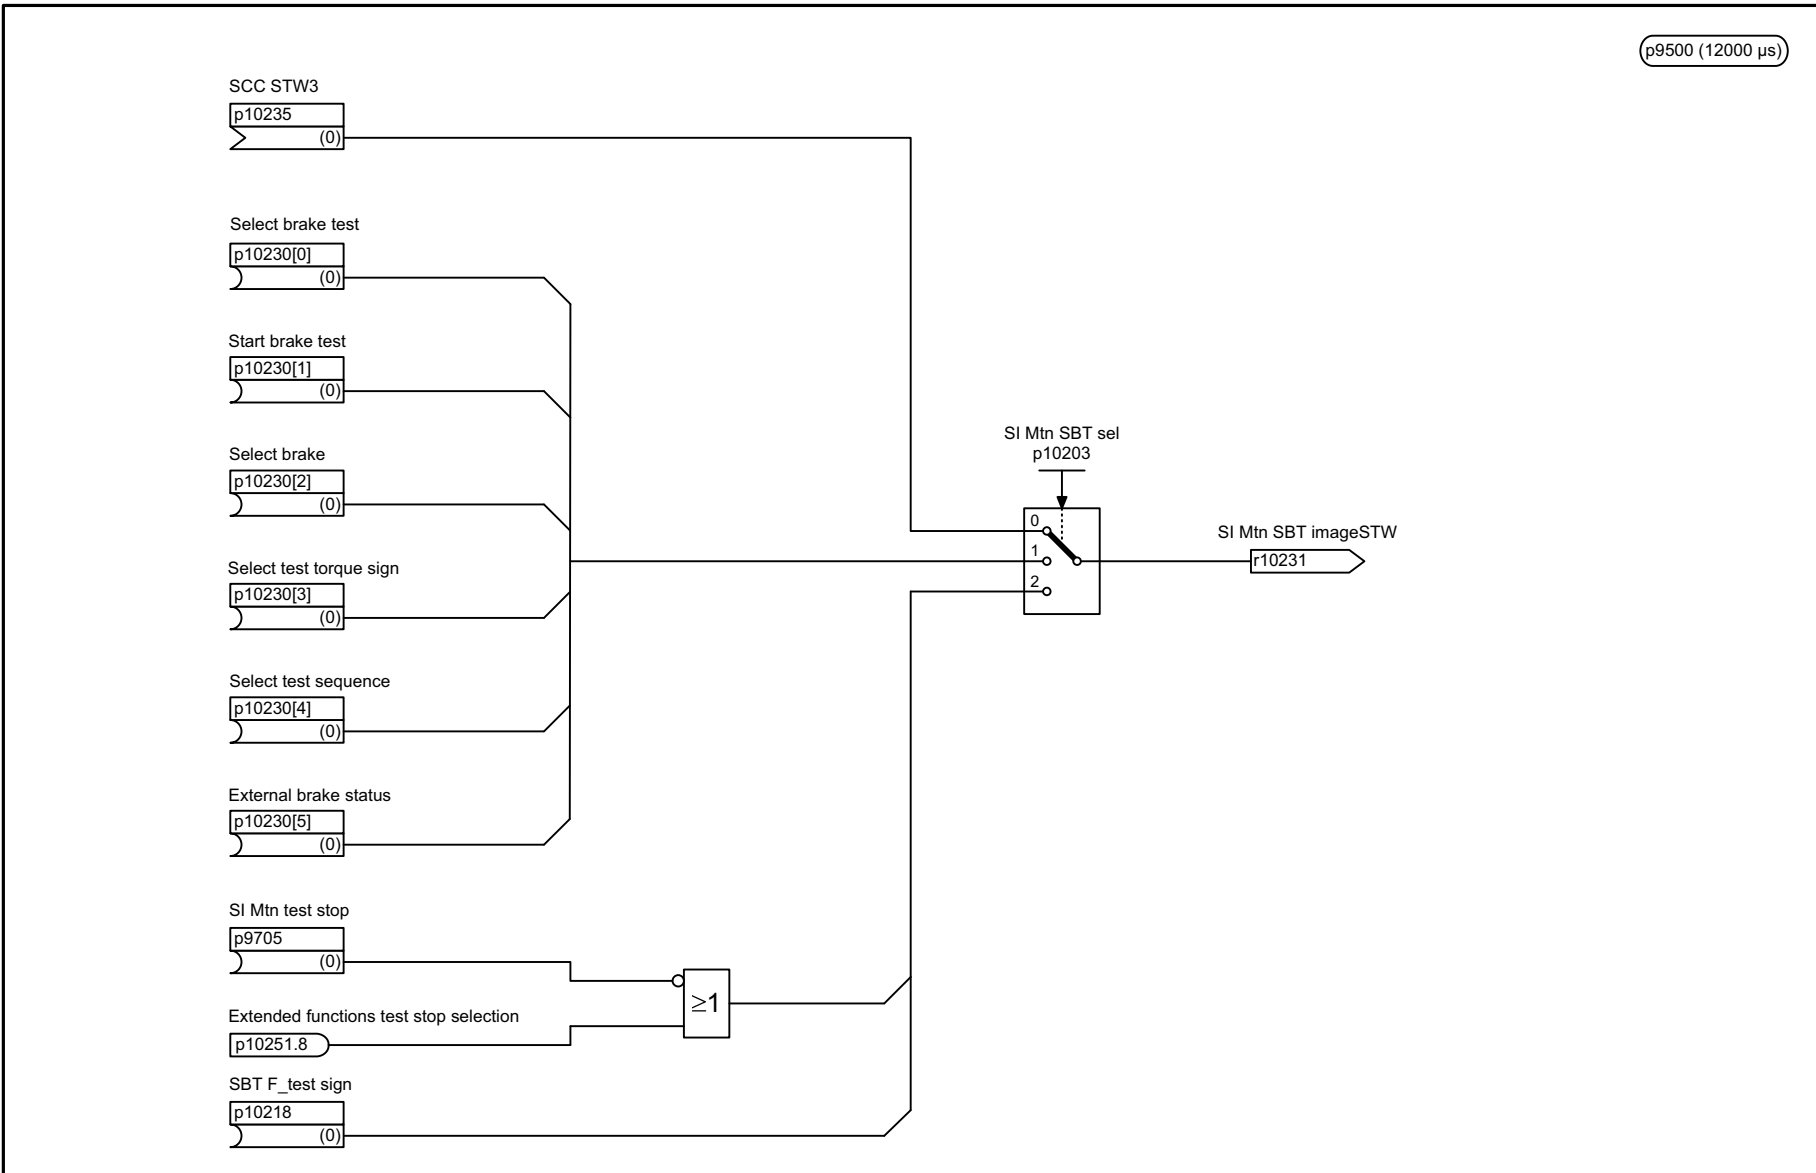 p9500 (12000 µs)
SCC STW3
p10235
(0)
Select brake test
p10230[0]
(0)
Start brake test
p10230[1]
(0)
Select brake
p10230[2]
(0)
SI Mtn SBT sel
p10203
0
1
2
SI Mtn SBT imageSTW
r10231
Select test torque sign
p10230[3]
(0)
Select test sequence
p10230[4]
(0)
External brake status
p10230[5]
(0)
SI Mtn test stop
p9705
(0)
≥1
Extended functions test stop selection
p10251.8
SBT F_test sign
p10218
(0)